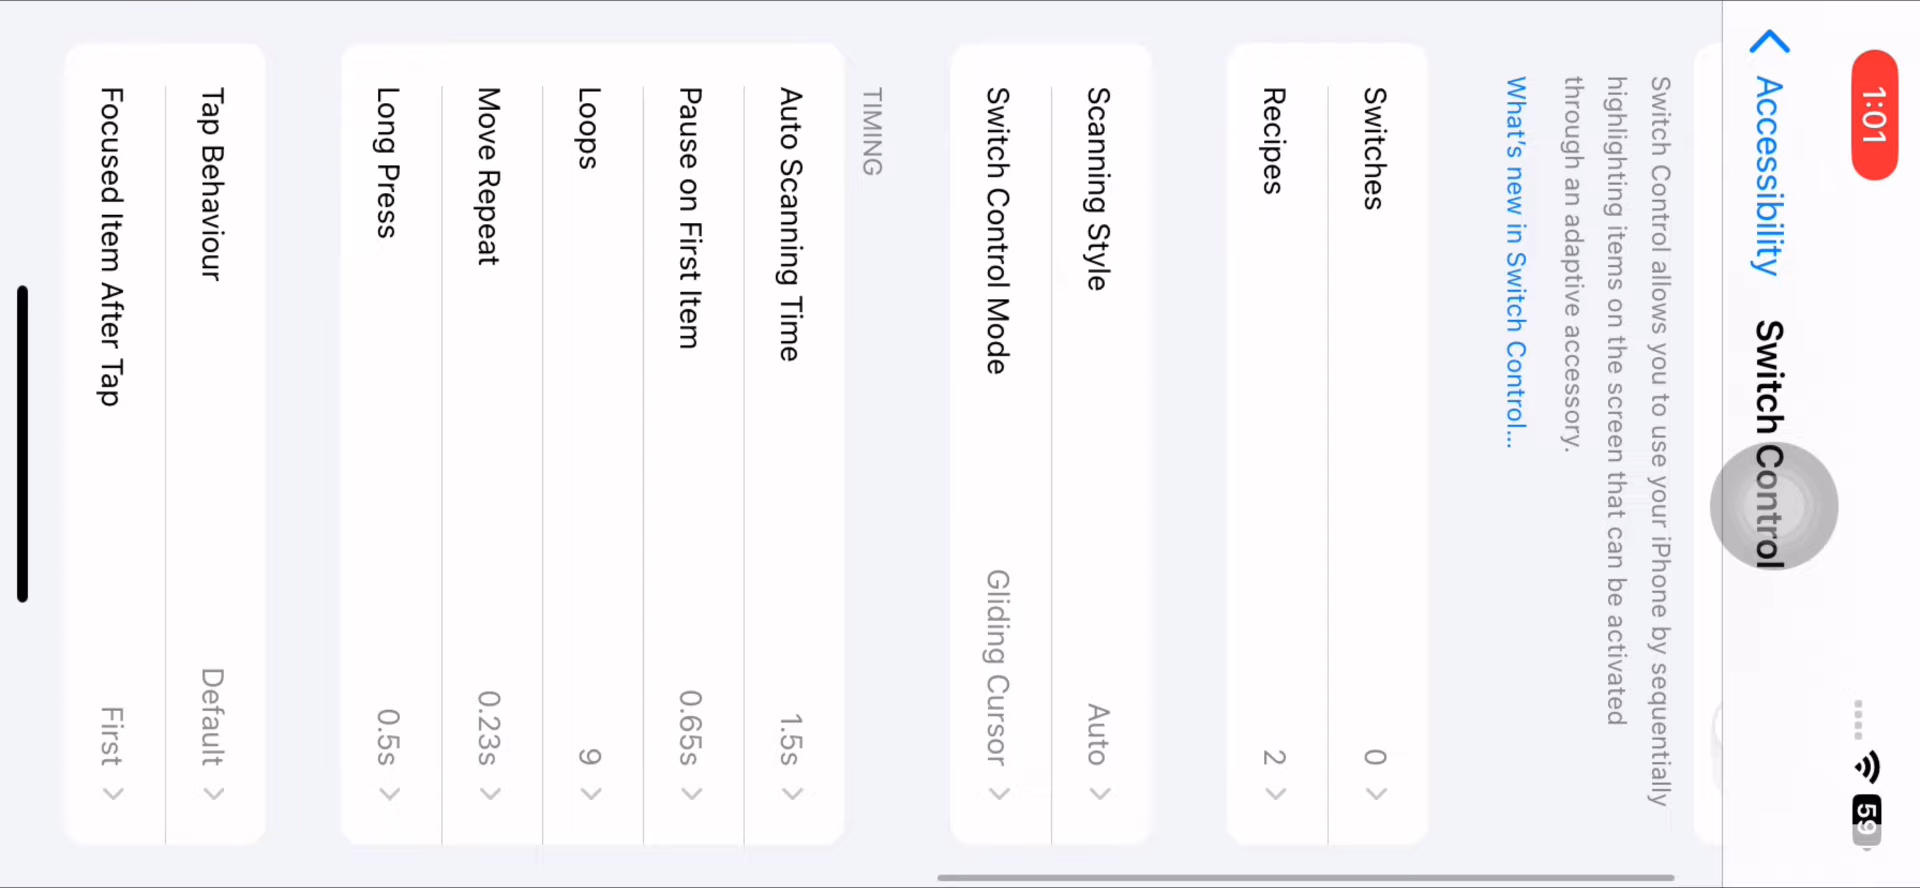 1:01
59
Accessibility
Switch Control
Switch Control allows you to use your iPhone by sequentially
highlighting items on the screen that can be activated
through an adaptive accessory.
What's new in Switch Control...
Switches 0
Recipes 2
Scanning Style Auto
Switch Control Mode Gliding Cursor
TIMING
Auto Scanning Time 1.5s
Pause on First Item 0.65s
Loops 9
Move Repeat 0.23s
Long Press 0.5s
Tap Behaviour Default
Focused Item After Tap First